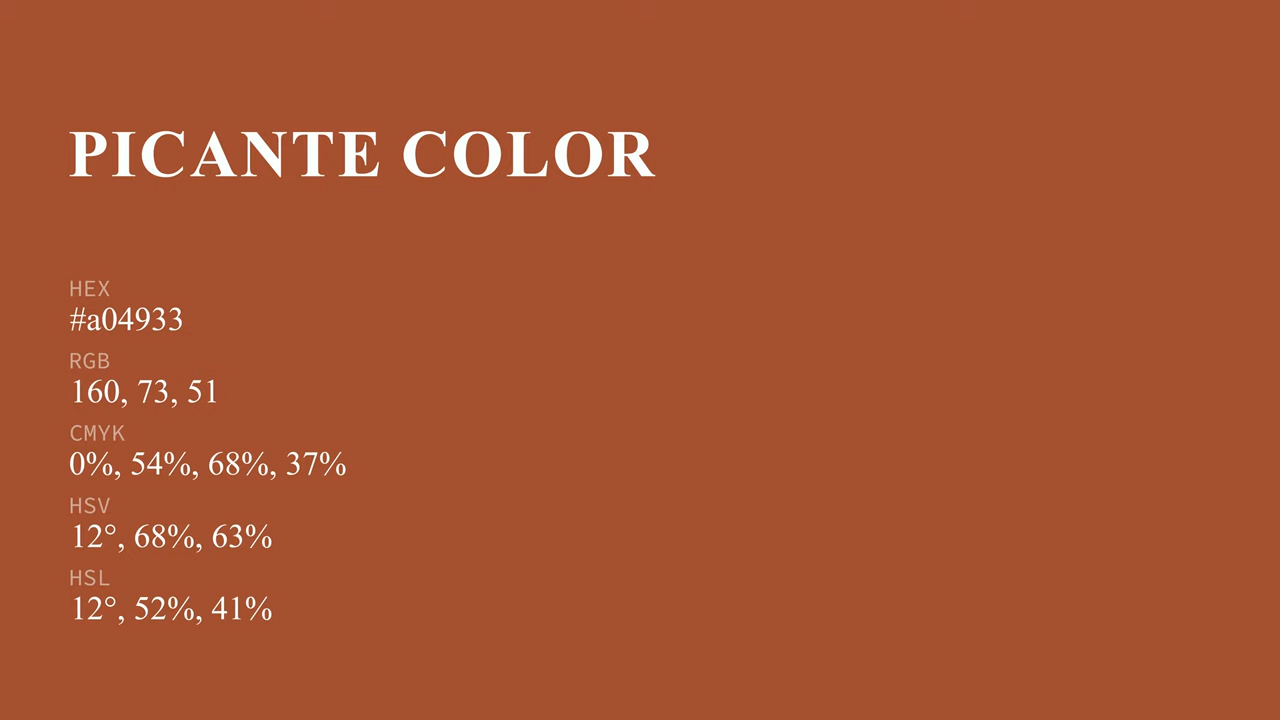 PICANTE COLOR
HEX
#a04933
RGB
160, 73, 51
CMYK
0%, 54%, 68%, 37%
HSV
12°, 68%, 63%
HSL
12°, 52%, 41%